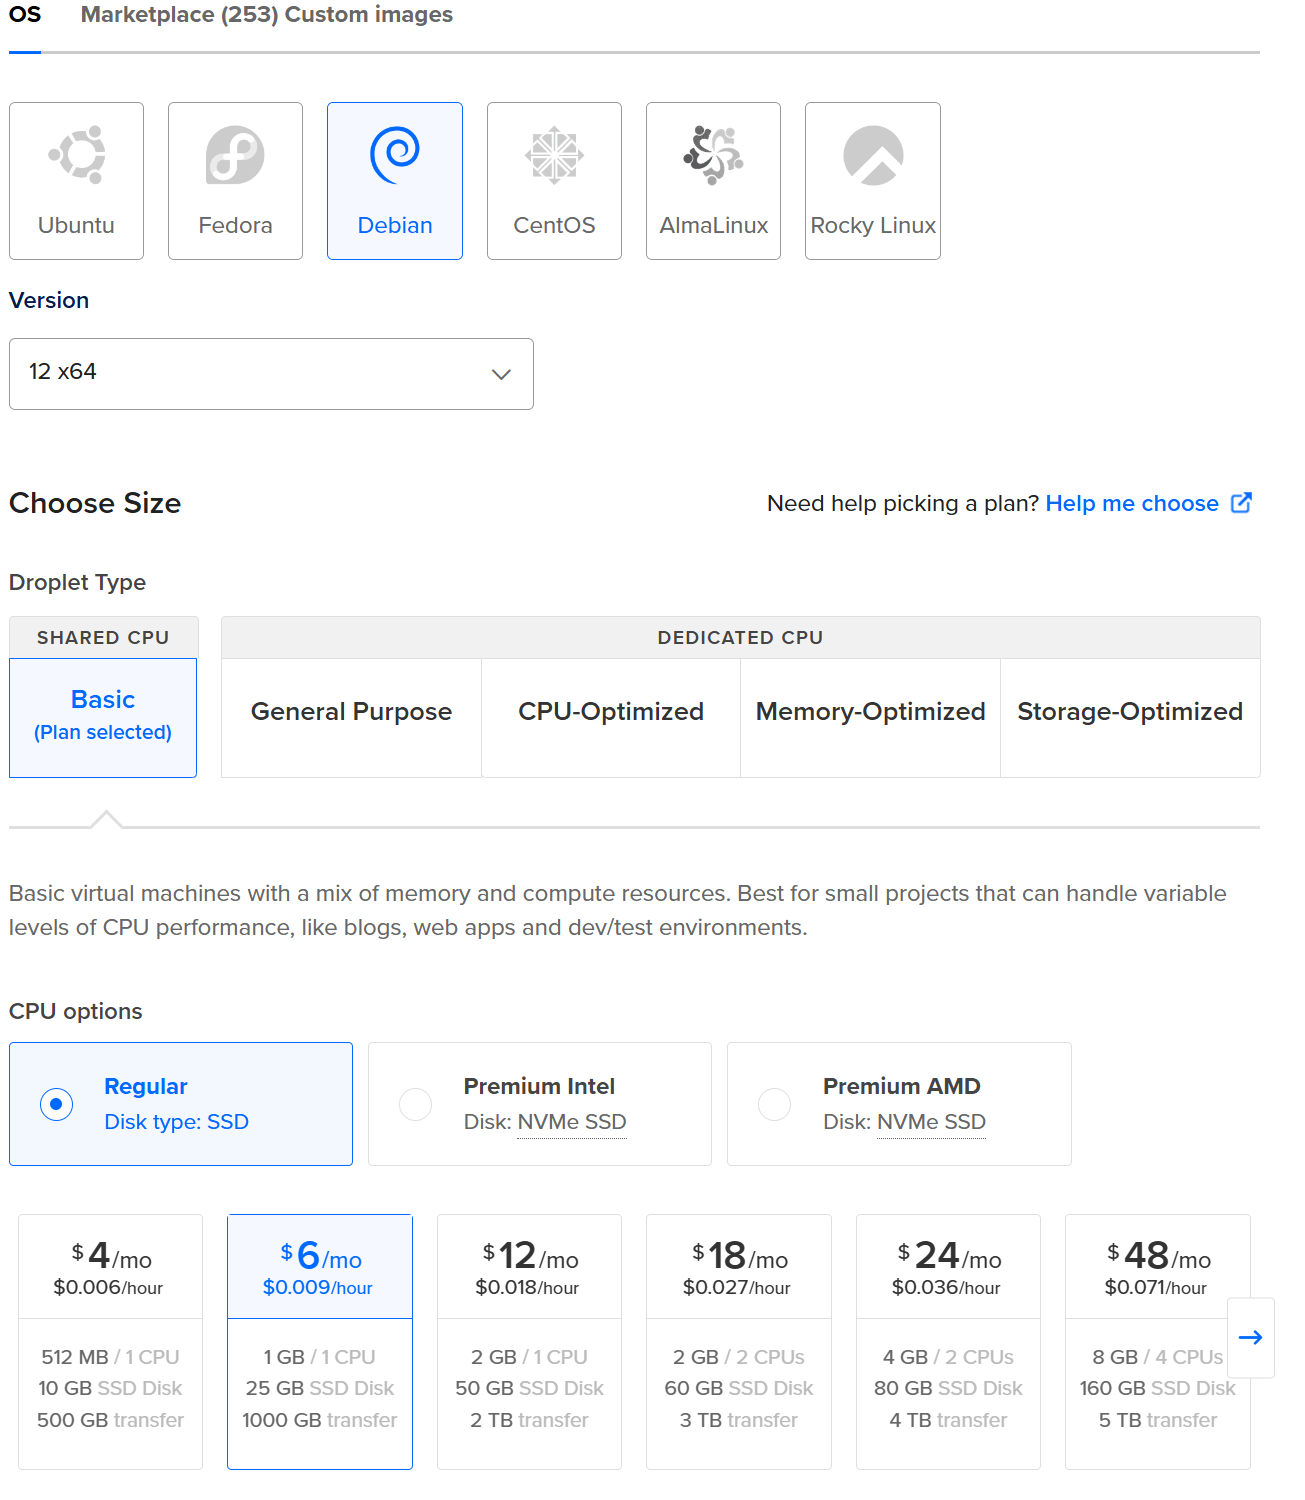 OS Marketplace (253) Custom images
Ubuntu Fedora Debian CentOS AlmaLinux Rocky Linux
Version
12 x64
Choose Size Need help picking a plan? Help me choose
Droplet Type
SHARED CPU DEDICATED CPU
Basic
(Plan selected)
General Purpose CPU-Optimized Memory-Optimized Storage-Optimized
Basic virtual machines with a mix of memory and compute resources. Best for small projects that can handle variable
levels of CPU performance, like blogs, web apps and dev/test environments.
CPU options
Regular
Disk type: SSD
Premium Intel
Disk: NVMe SSD
Premium AMD
Disk: NVMe SSD
$4/mo
$0.006/hour
512 MB / 1 CPU
10 GB SSD Disk
500 GB transfer
$6/mo
$0.009/hour
1 GB / 1 CPU
25 GB SSD Disk
1000 GB transfer
$12/mo
$0.018/hour
2 GB / 1 CPU
50 GB SSD Disk
2 TB transfer
$18/mo
$0.027/hour
2 GB / 2 CPUs
60 GB SSD Disk
3 TB transfer
$24/mo
$0.036/hour
4 GB / 2 CPUs
80 GB SSD Disk
4 TB transfer
$48/mo
$0.071/hour
8 GB / 4 CPUs
160 GB SSD Disk
5 TB transfer